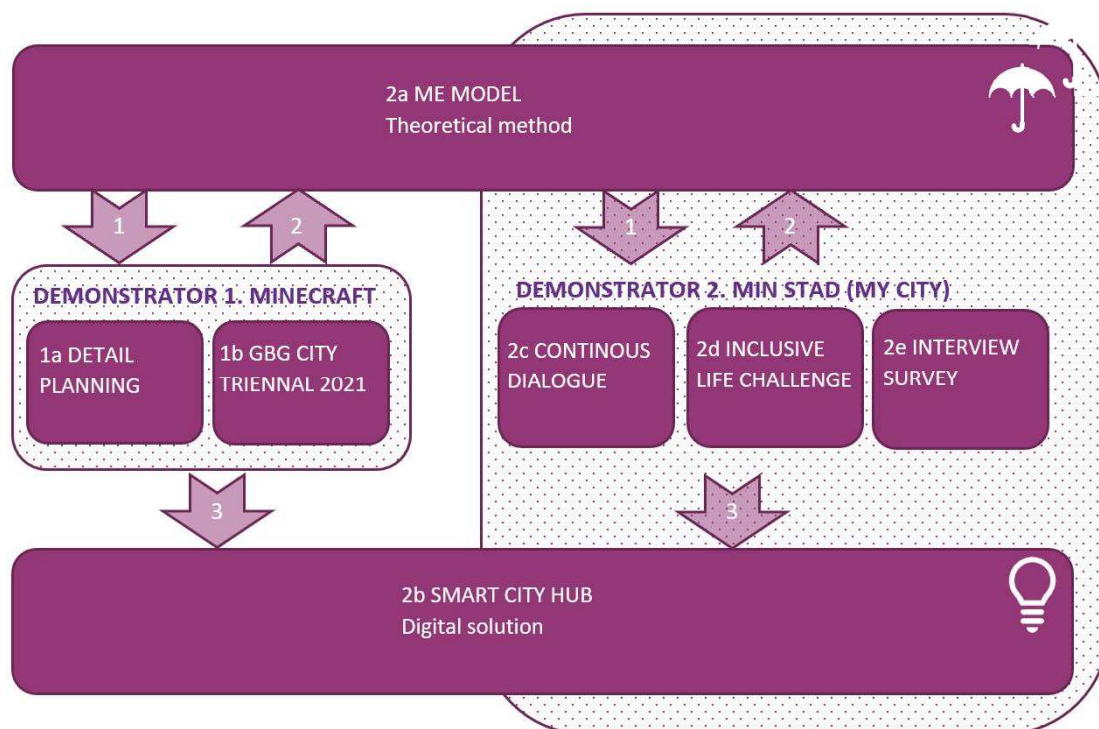 2a ME MODEL
Theoretical method
1
2
1
2
DEMONSTRATOR 1. MINECRAFT
1a DETAIL
PLANNING
1b GBG CITY
TRIENNAL 2021
DEMONSTRATOR 2. MIN STAD (MY CITY)
2c CONTINOUS
DIALOGUE
2d INCLUSIVE
LIFE CHALLENGE
2e INTERVIEW
SURVEY
3
3
2b SMART CITY HUB
Digital solution